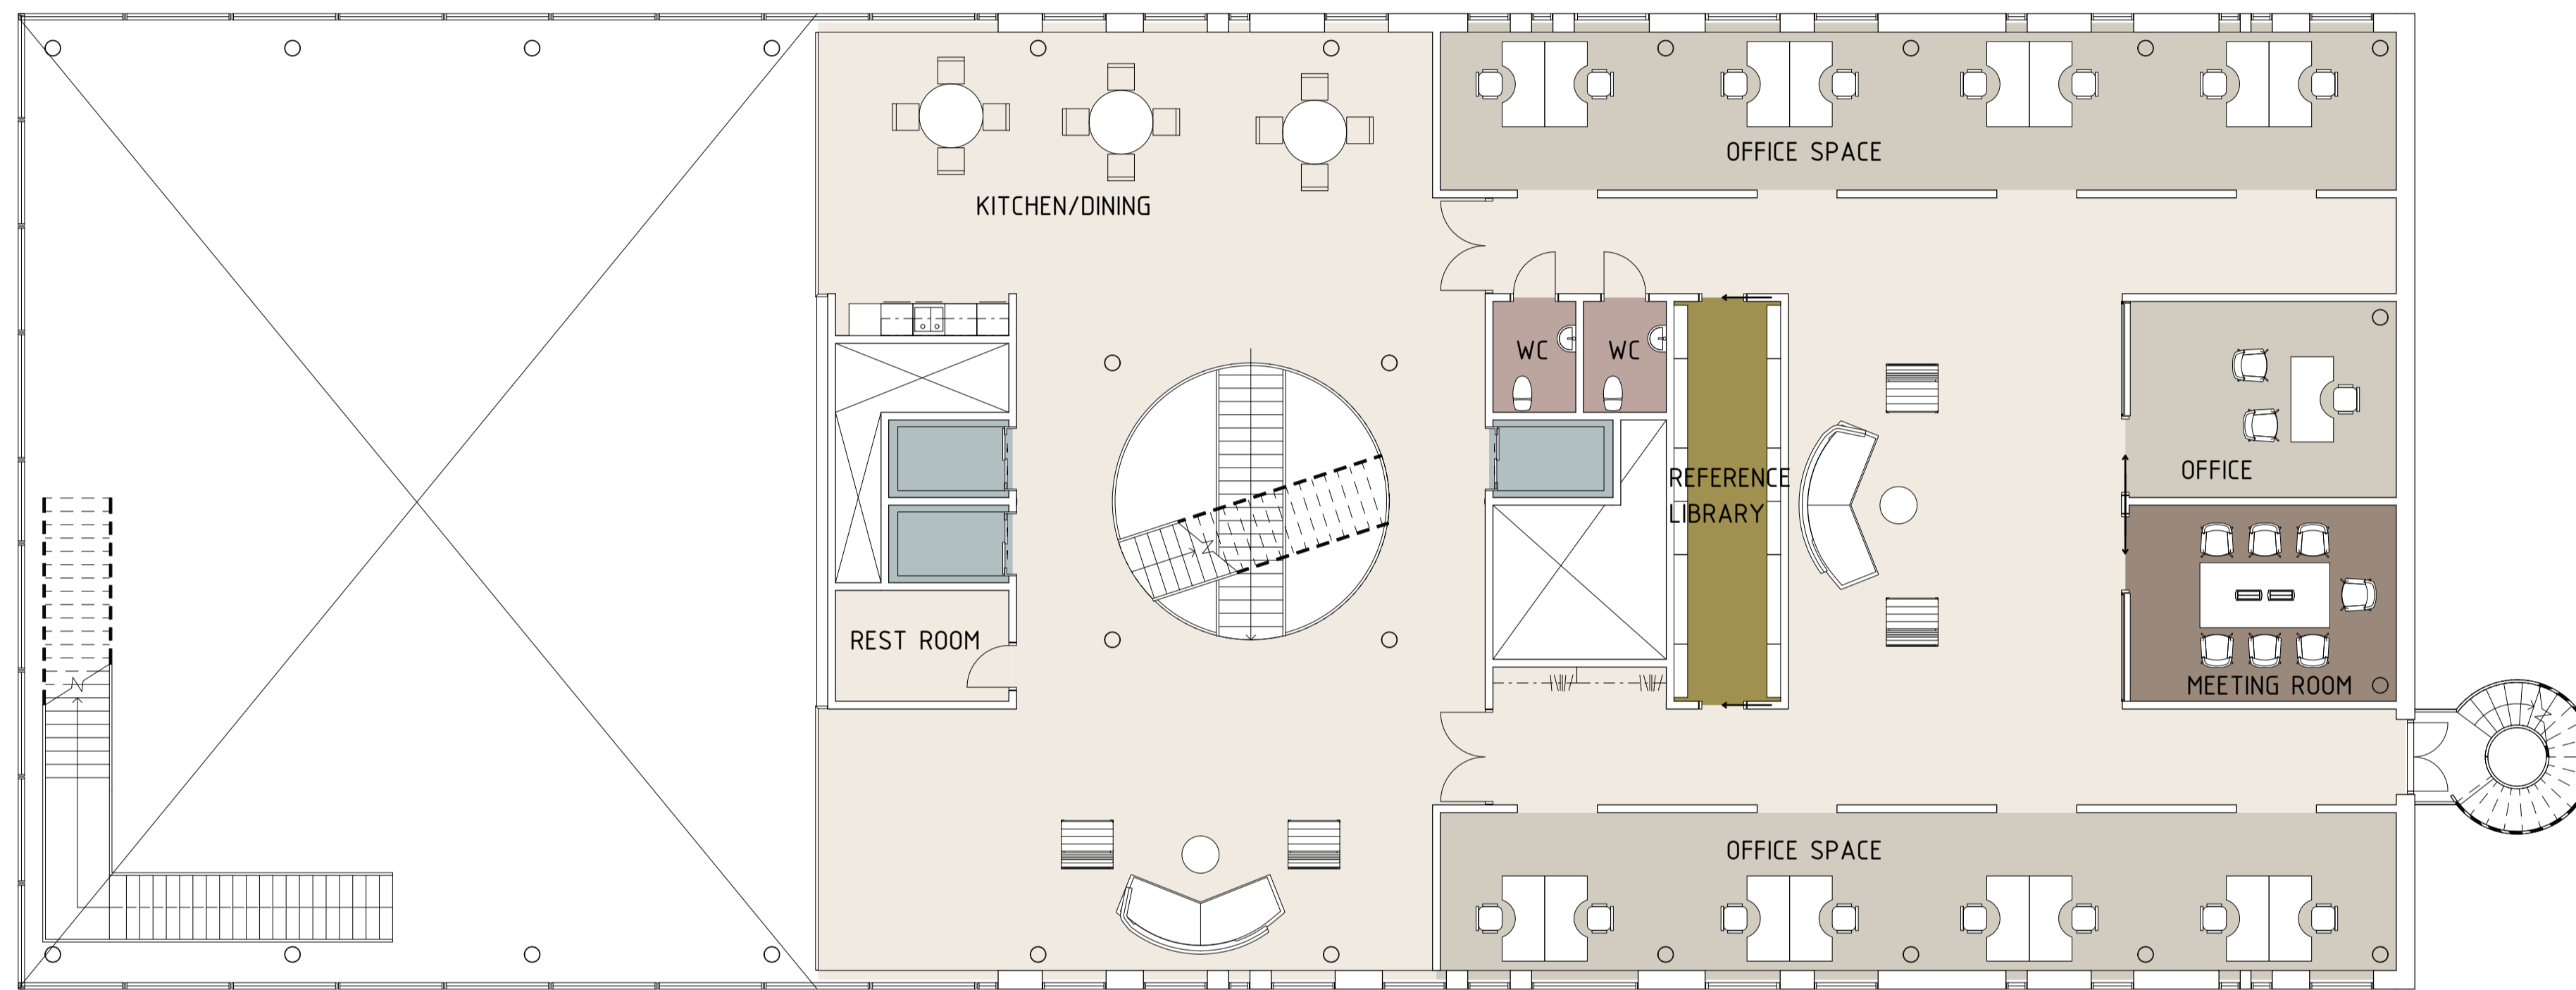 OFFICE SPACE
KITCHEN/DINING
WC
WC
REFERENCE
LIBRARY
OFFICE
REST ROOM
MEETING ROOM
OFFICE SPACE